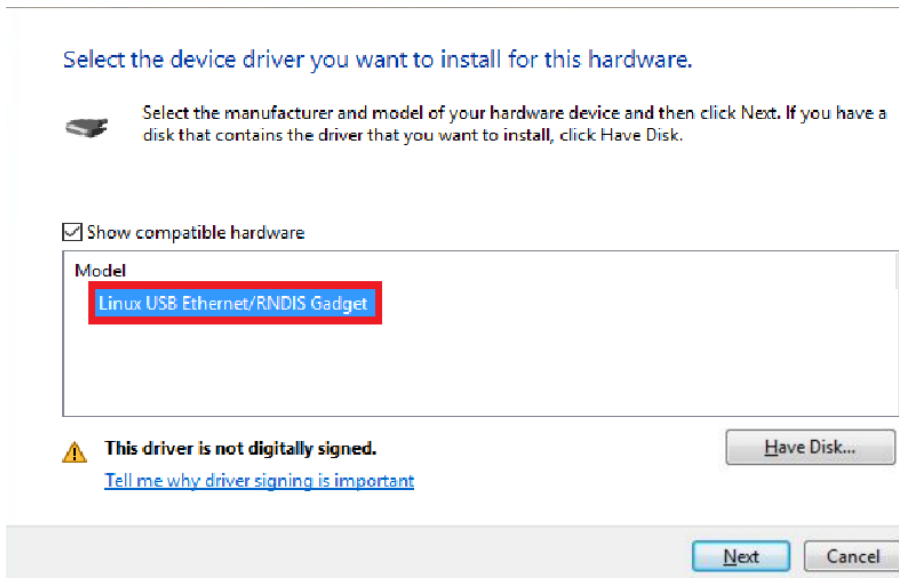 Select the device driver you want to install for this hardware.
Select the manufacturer and model of your hardware device and then click Next. If you have a
disk that contains the driver that you want to install, click Have Disk.
Show compatible hardware
Model
Linux USB Ethernet/RNDIS Gadget
This driver is not digitally signed.
Have Disk...
Tell me why driver signing is important
Next
Cancel